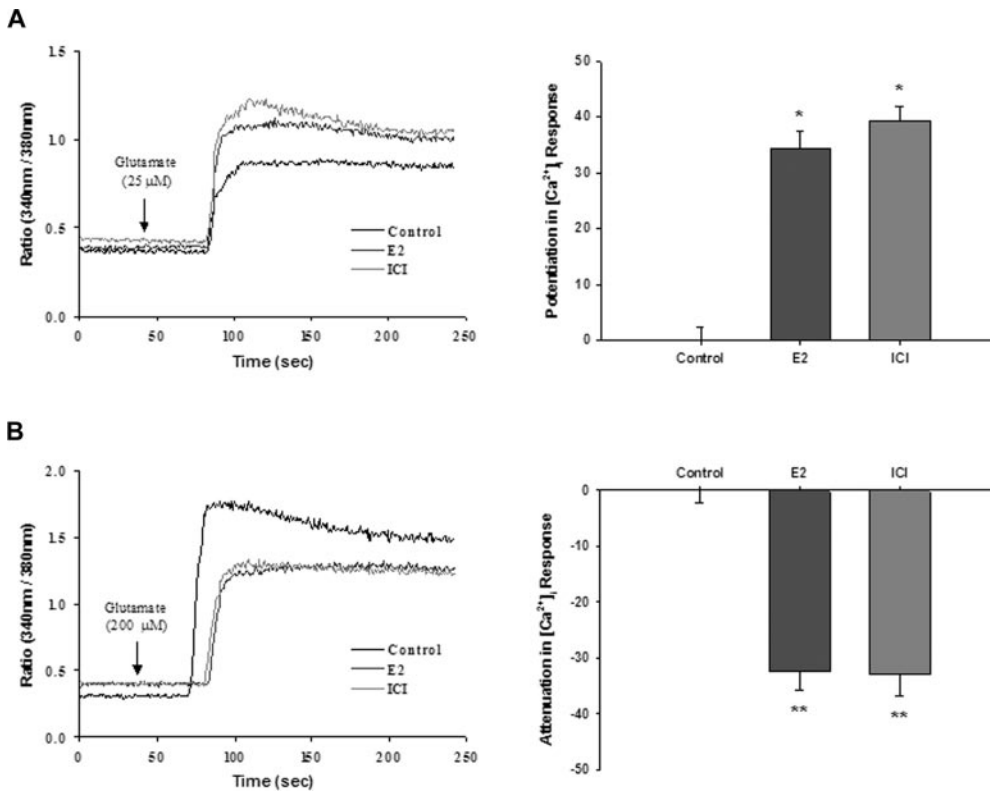 A
Ratio (340nm / 380nm)
1.5
1.0
0.5
0.0
Glutamate
(25 µM)
Control
E2
ICI
0 50 100 150 200 250
Time (sec)
Potentiation in [Ca²⁺]i Response
50
40
30
20
10
0
* *
Control E2 ICI
B
Ratio (340nm / 380nm)
2.0
1.5
1.0
0.5
0.0
Glutamate
(200 µM)
Control
E2
ICI
0 50 100 150 200 250
Time (sec)
Attenuation in [Ca²⁺]i Response
Control E2 ICI
0
-10
-20
-30
-40
-50
** **